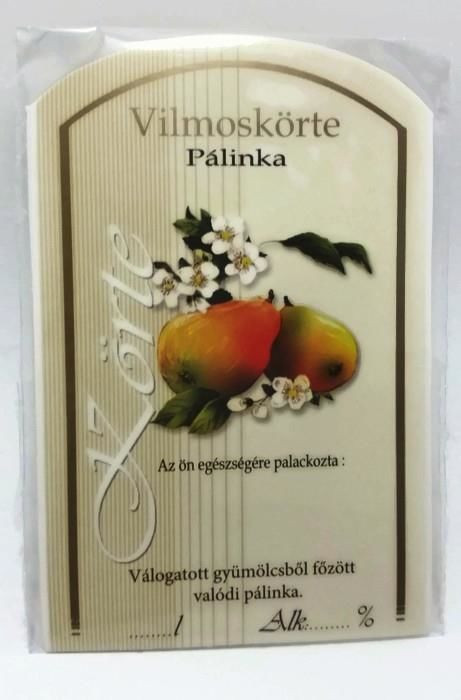 Vilmoskörte
Pálinka
Körte
Az ön egészségére palackozta :
Válogatott gyümölcsből főzött
valódi pálinka.
........l Alk:........ %